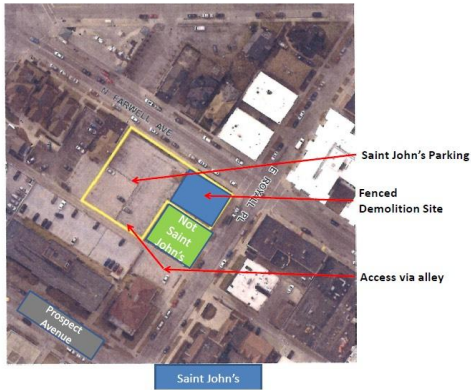 N FARWELL AVE
E ROYALL PL
Saint John's Parking
Fenced
Demolition Site
Not
Saint
John's
Access via alley
Prospect
Avenue
Saint John's